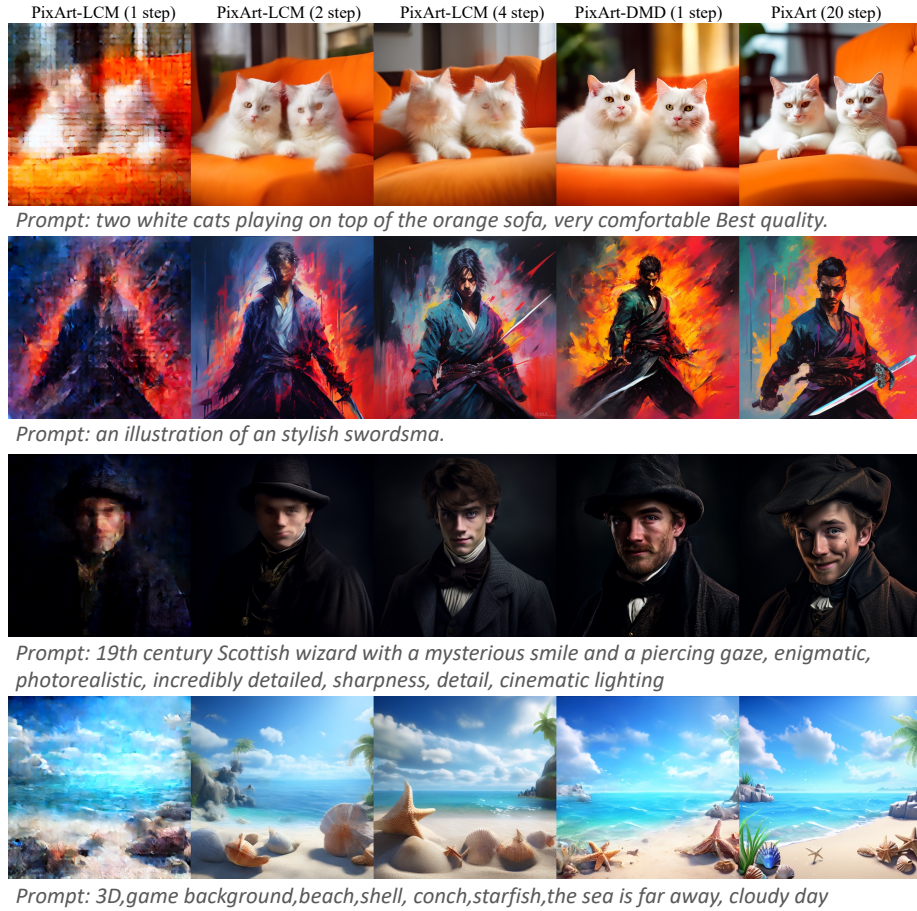 PixArt-LCM (1 step) PixArt-LCM (2 step) PixArt-LCM (4 step) PixArt-DMD (1 step) PixArt (20 step)
Prompt: two white cats playing on top of the orange sofa, very comfortable Best quality.
Prompt: an illustration of an stylish swordsma.
Prompt: 19th century Scottish wizard with a mysterious smile and a piercing gaze, enigmatic,
photorealistic, incredibly detailed, sharpness, detail, cinematic lighting
Prompt: 3D,game background,beach,shell, conch,starfish,the sea is far away, cloudy day